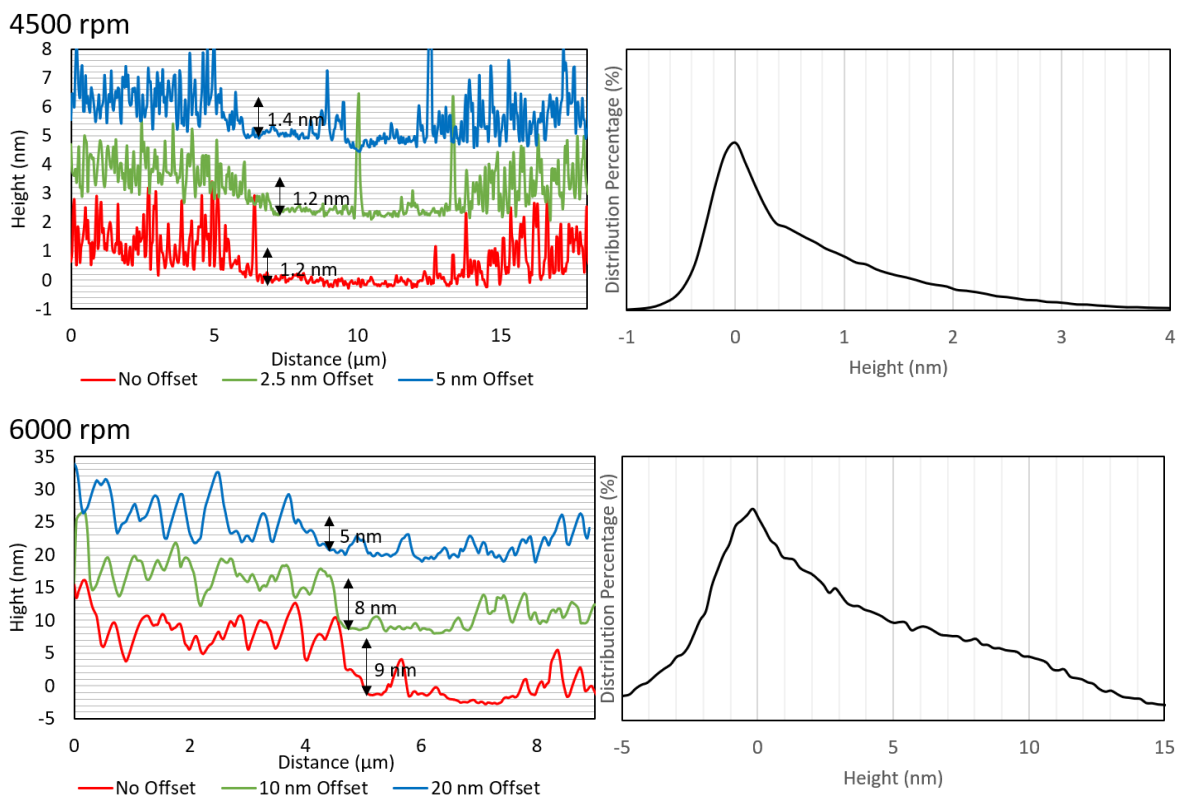 4500 rpm
8
7
6
5
4
3
2
1
0
-1
Height (nm)
1.4 nm
1.2 nm
1.2 nm
0 5 10 15
Distance (µm)
No Offset 2.5 nm Offset 5 nm Offset
Distribution Percentage (%)
-1 0 1 2 3 4
Height (nm)
6000 rpm
35
30
25
20
15
10
5
0
-5
Hight (nm)
5 nm
8 nm
9 nm
0 2 4 6 8
Distance (µm)
No Offset 10 nm Offset 20 nm Offset
Distribution Percentage (%)
-5 0 5 10 15
Height (nm)